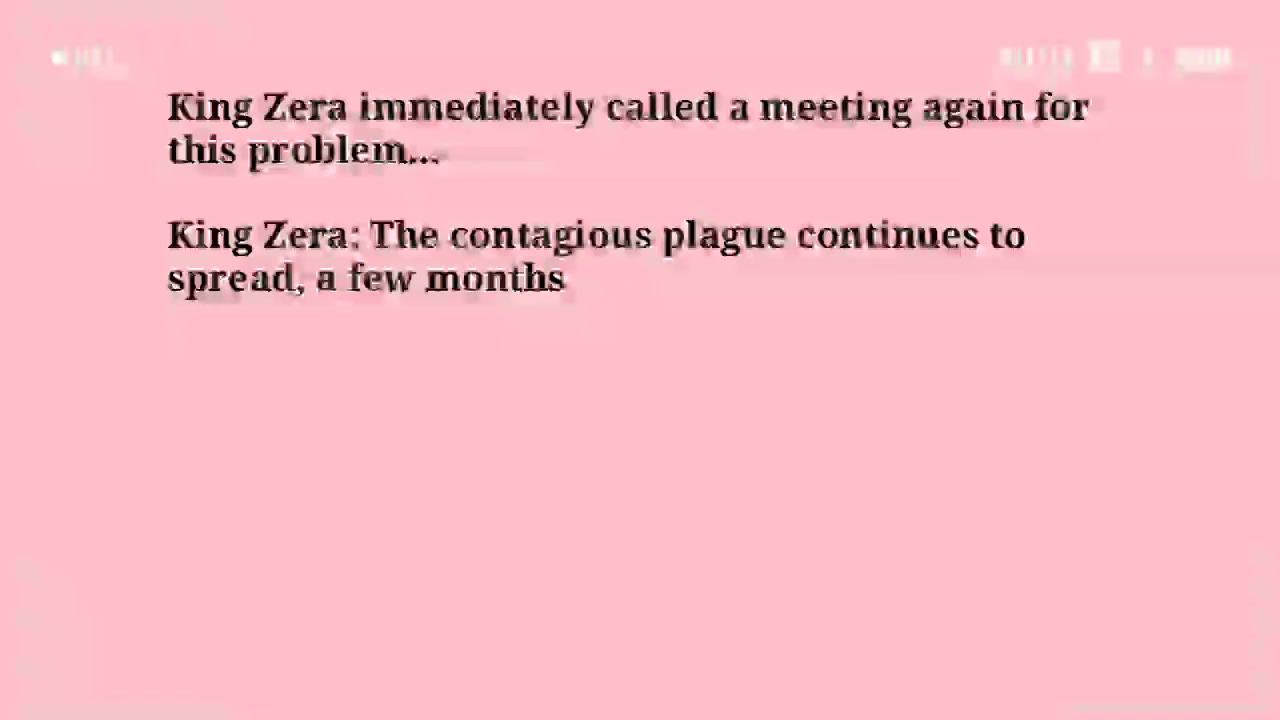 King Zera immediately called a meeting again for
this problem...
King Zera: The contagious plague continues to
spread, a few months